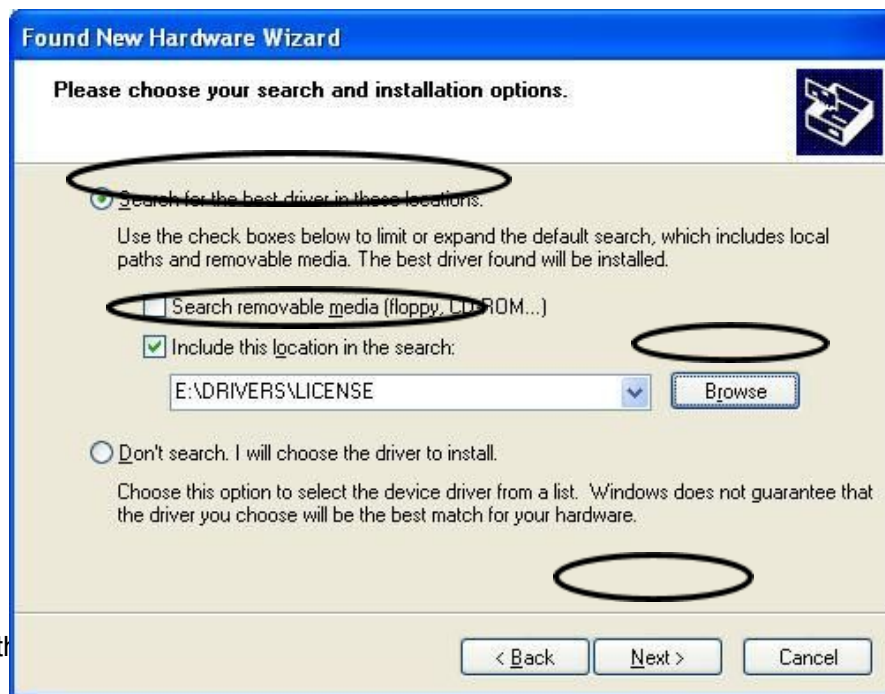 Found New Hardware Wizard
Please choose your search and installation options.
Search for the best driver in these locations.
Use the check boxes below to limit or expand the default search, which includes local
paths and removable media. The best driver found will be installed.
Search removable media (floppy, CD-ROM...)
Include this location in the search:
E:\DRIVERS\LICENSE
Browse
Don't search. I will choose the driver to install.
Choose this option to select the device driver from a list. Windows does not guarantee that
the driver you choose will be the best match for your hardware.
< Back
Next >
Cancel